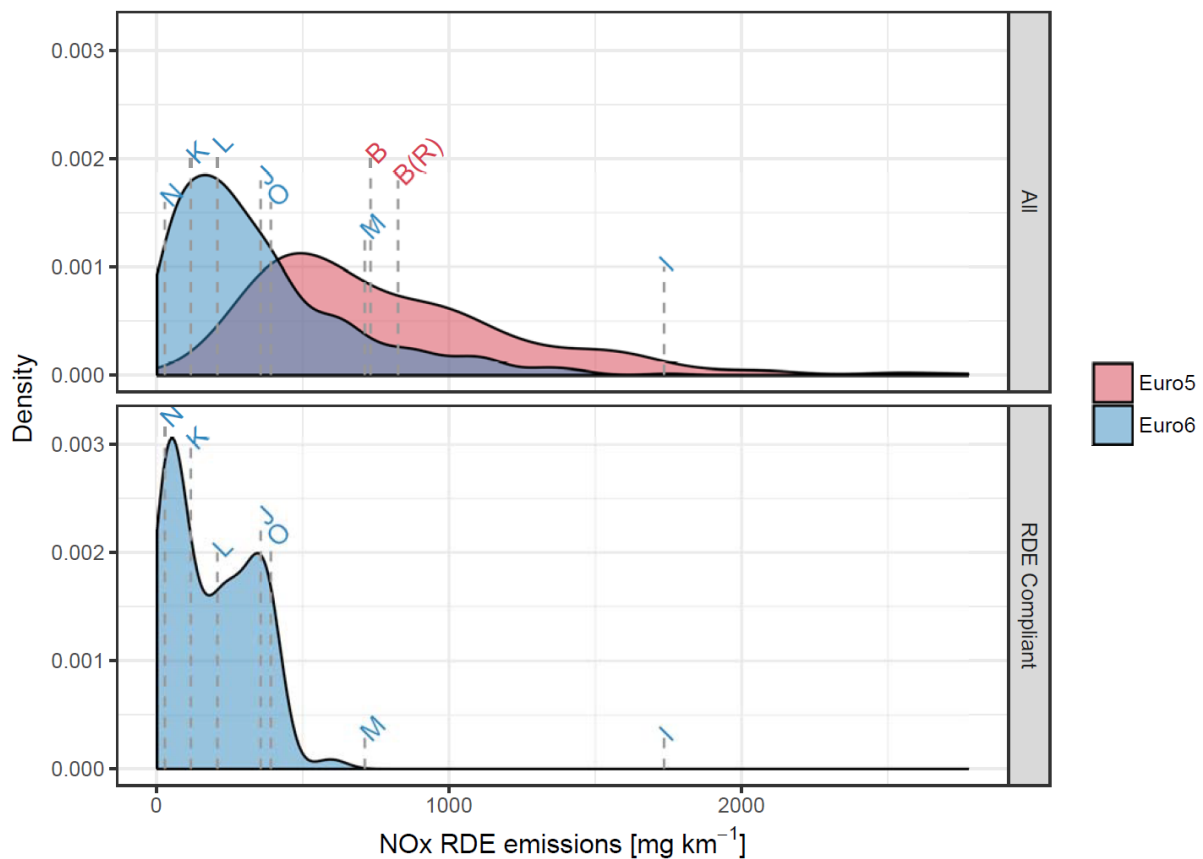 0.003
0.002
0.001
0.000
N
K
L
J
O
M
B
B(R)
I
All
Density
0.003
0.002
0.001
0.000
N
K
L
J
O
M
I
RDE Compliant
0
1000
2000
NOx RDE emissions [mg km⁻¹]
Euro5
Euro6